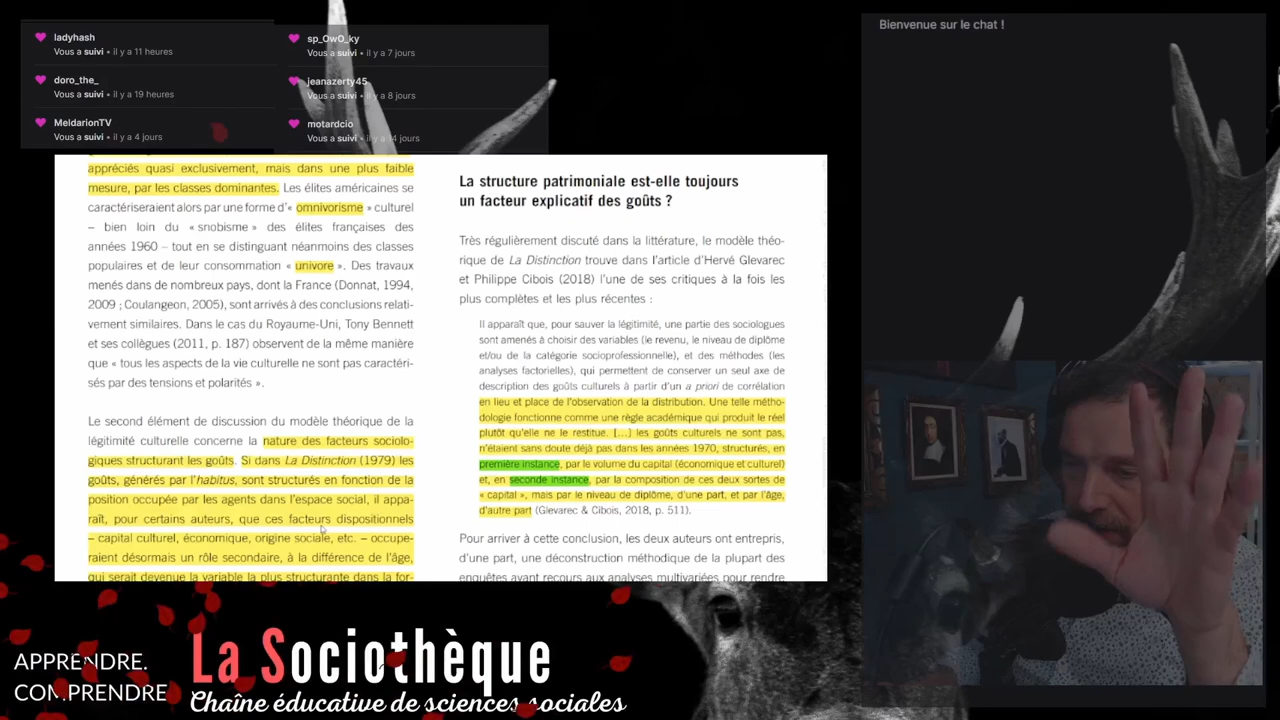 ladyhash
Vous a suivi • il y a 11 heures
doro_the_
Vous a suivi • il y a 19 heures
MeldarionTV
Vous a suivi • il y a 4 jours
sp_OwO_ky
Vous a suivi • il y a 7 jours
jeanazerty45
Vous a suivi • il y a 8 jours
motardcio
Vous a suivi • il y a 14 jours
Bienvenue sur le chat !
appréciés quasi exclusivement, mais dans une plus faible
mesure, par les classes dominantes. Les élites américaines se
caractériseraient alors par une forme d'« omnivorisme » culturel
– bien loin du « snobisme » des élites françaises des
années 1960 – tout en se distinguant néanmoins des classes
populaires et de leur consommation « univore ». Des travaux
menés dans de nombreux pays, dont la France (Donnat, 1994,
2009 ; Coulangeon, 2005), sont arrivés à des conclusions relati-
vement similaires. Dans le cas du Royaume-Uni, Tony Bennett
et ses collègues (2011, p. 187) observent de la même manière
que « tous les aspects de la vie culturelle ne sont pas caractéri-
sés par des tensions et polarités ».
Le second élément de discussion du modèle théorique de la
légitimité culturelle concerne la nature des facteurs sociolo-
giques structurant les goûts. Si dans La Distinction (1979) les
goûts, générés par l'habitus, sont structurés en fonction de la
position occupée par les agents dans l'espace social, il appa-
raît, pour certains auteurs, que ces facteurs dispositionnels
– capital culturel, économique, origine sociale, etc. – occupe-
raient désormais un rôle secondaire, à la différence de l'âge,
qui serait devenue la variable la plus structurante dans la for-
La structure patrimoniale est-elle toujours
un facteur explicatif des goûts ?
Très régulièrement discuté dans la littérature, le modèle théo-
rique de La Distinction trouve dans l'article d'Hervé Glevarec
et Philippe Cibois (2018) l'une de ses critiques à la fois les
plus complètes et les plus récentes :
Il apparaît que, pour sauver la légitimité, une partie des sociologues
sont amenés à choisir des variables (le revenu, le niveau de diplôme
et/ou de la catégorie socioprofessionnelle), et des méthodes (les
analyses factorielles), qui permettent de conserver un seul axe de
description des goûts culturels à partir d'un a priori de corrélation
en lieu et place de l'observation de la distribution. Une telle métho-
dologie fonctionne comme une règle académique qui produit le réel
plutôt qu'elle ne le restitue. [...] les goûts culturels ne sont pas,
n'étaient sans doute déjà pas dans les années 1970, structurés, en
première instance, par le volume du capital (économique et culturel)
et, en seconde instance, par la composition de ces deux sortes de
« capital », mais par le niveau de diplôme, d'une part, et par l'âge,
d'autre part (Glevarec & Cibois, 2018, p. 511).
Pour arriver à cette conclusion, les deux auteurs ont entrepris,
d'une part, une déconstruction méthodique de la plupart des
enquêtes ayant recours aux analyses multivariées pour rendre
APPRENDRE.
COMPRENDRE
La Sociothèque
Chaîne éducative de sciences sociales